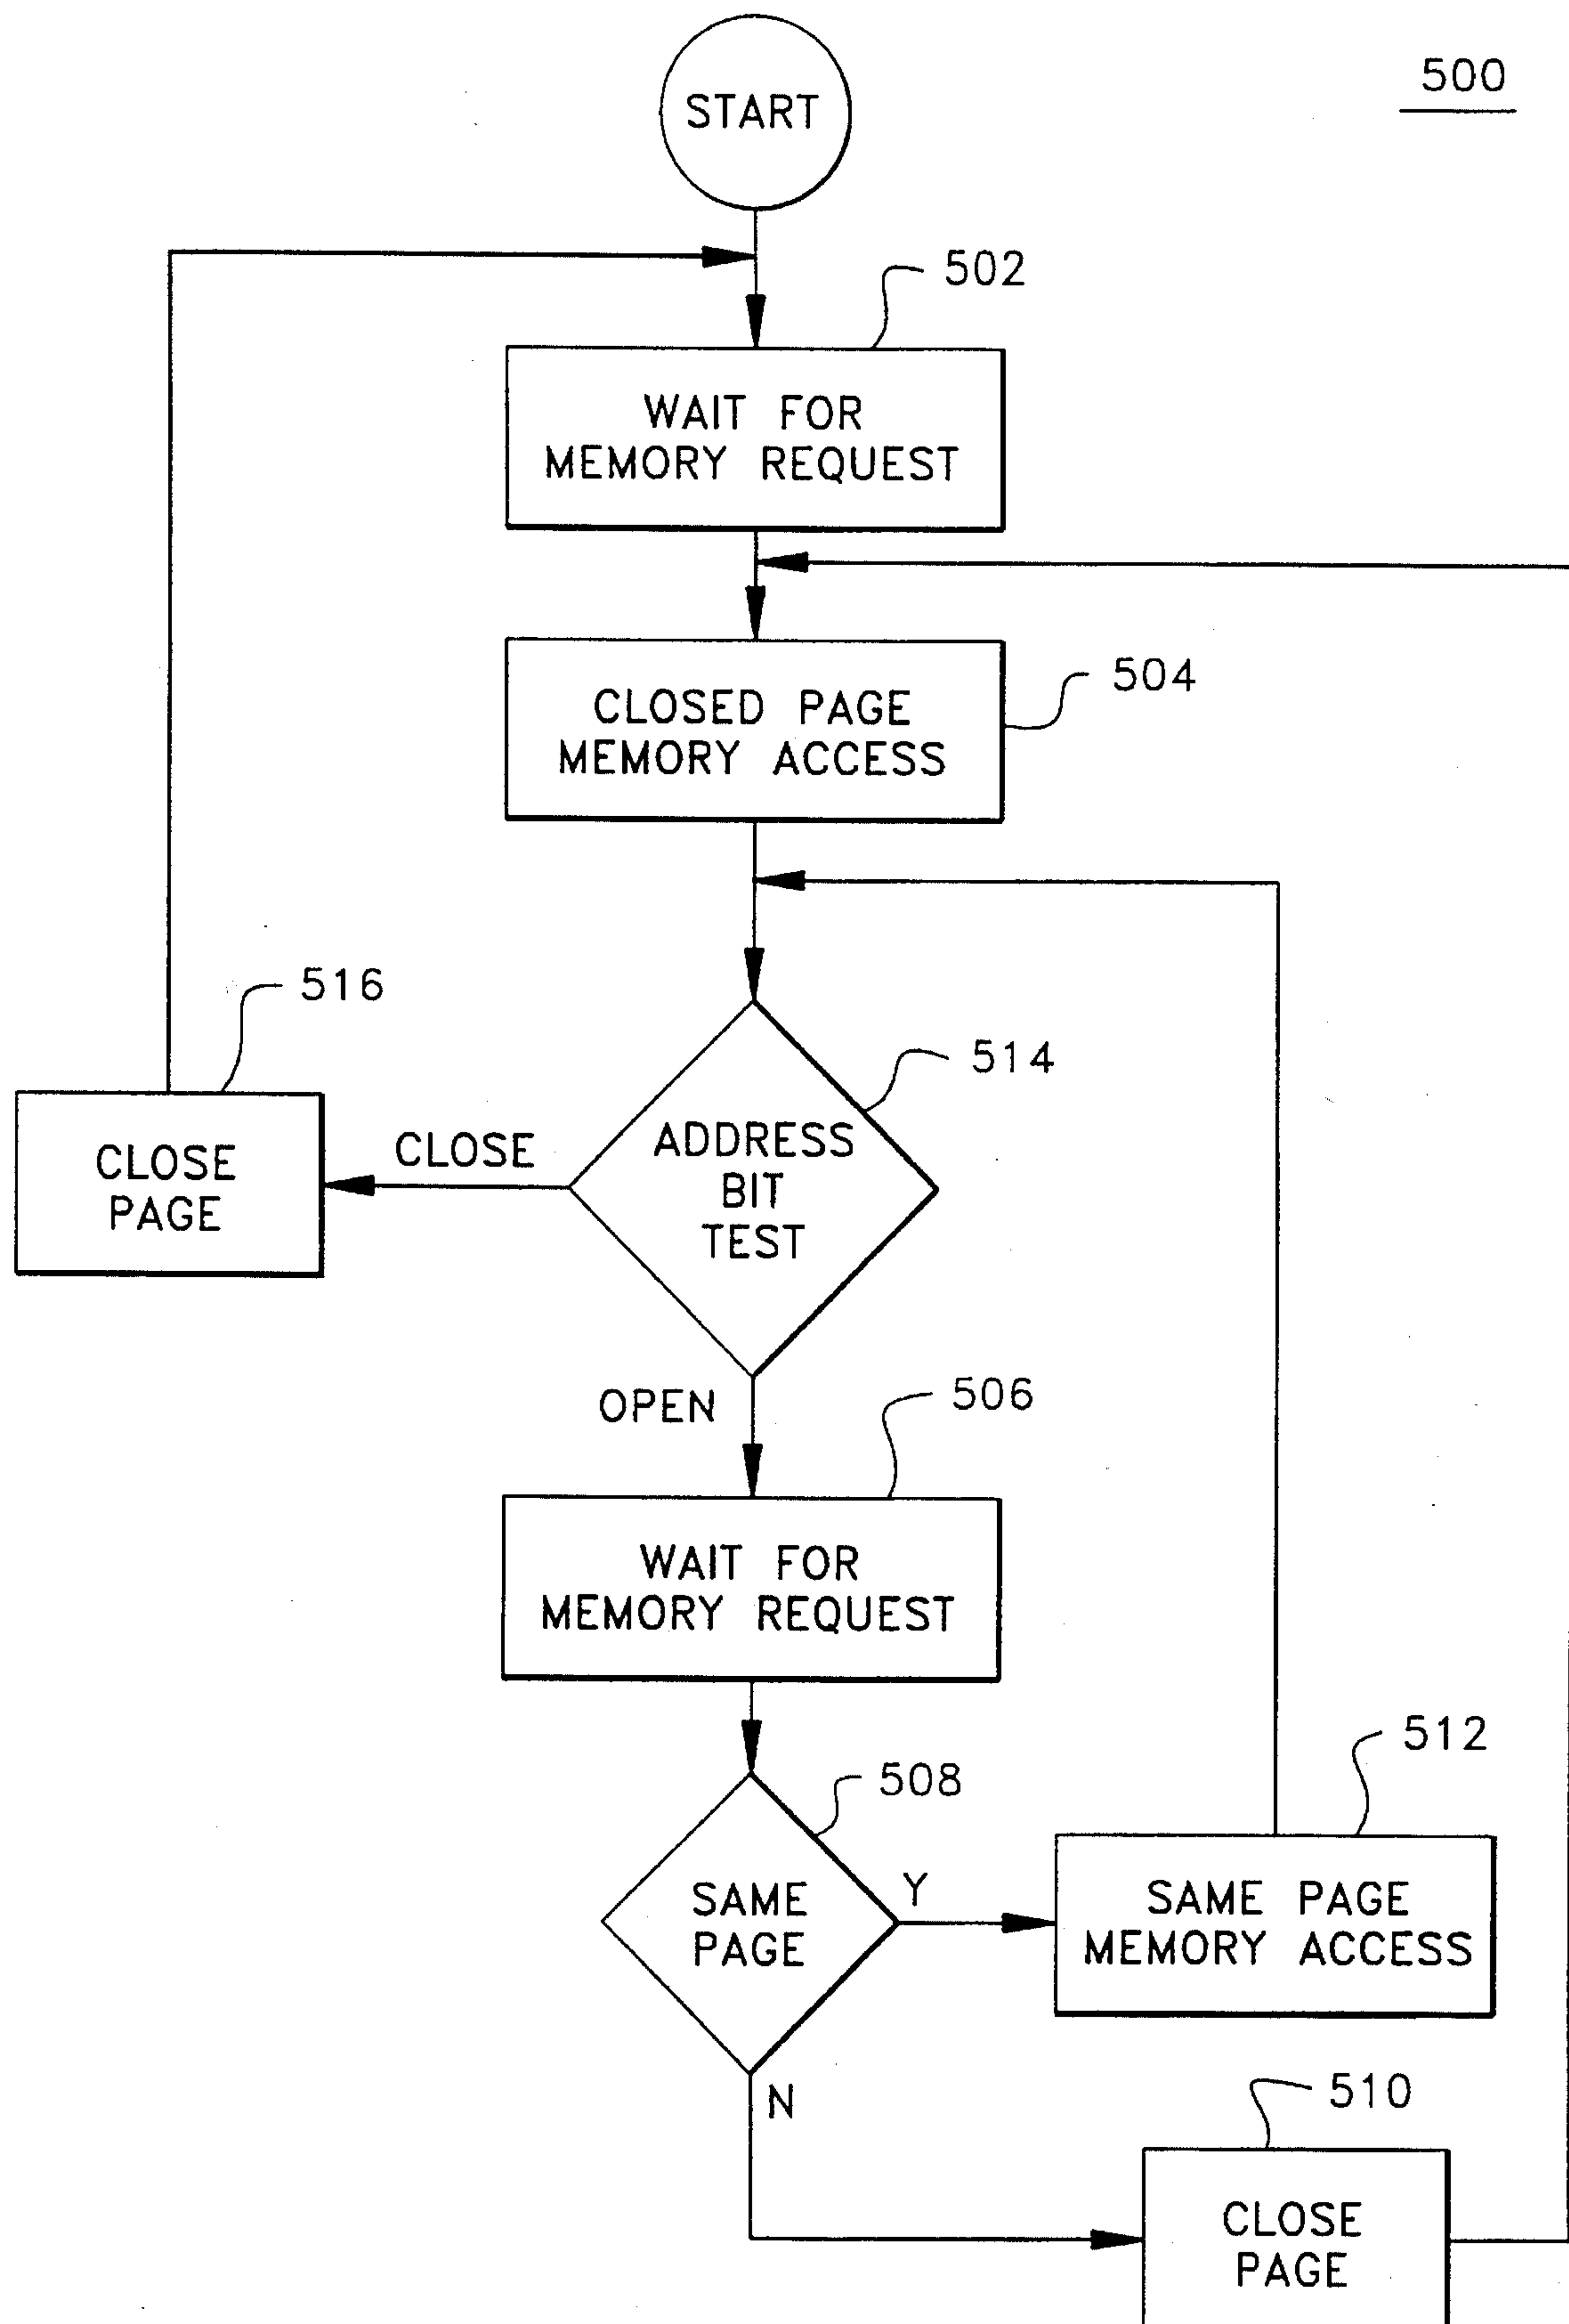 500
START
502
WAIT FOR
MEMORY REQUEST
504
CLOSED PAGE
MEMORY ACCESS
516
514
CLOSE
PAGE
CLOSE
ADDRESS
BIT
TEST
OPEN
506
WAIT FOR
MEMORY REQUEST
512
508
SAME
PAGE
Y
SAME PAGE
MEMORY ACCESS
N
510
CLOSE
PAGE